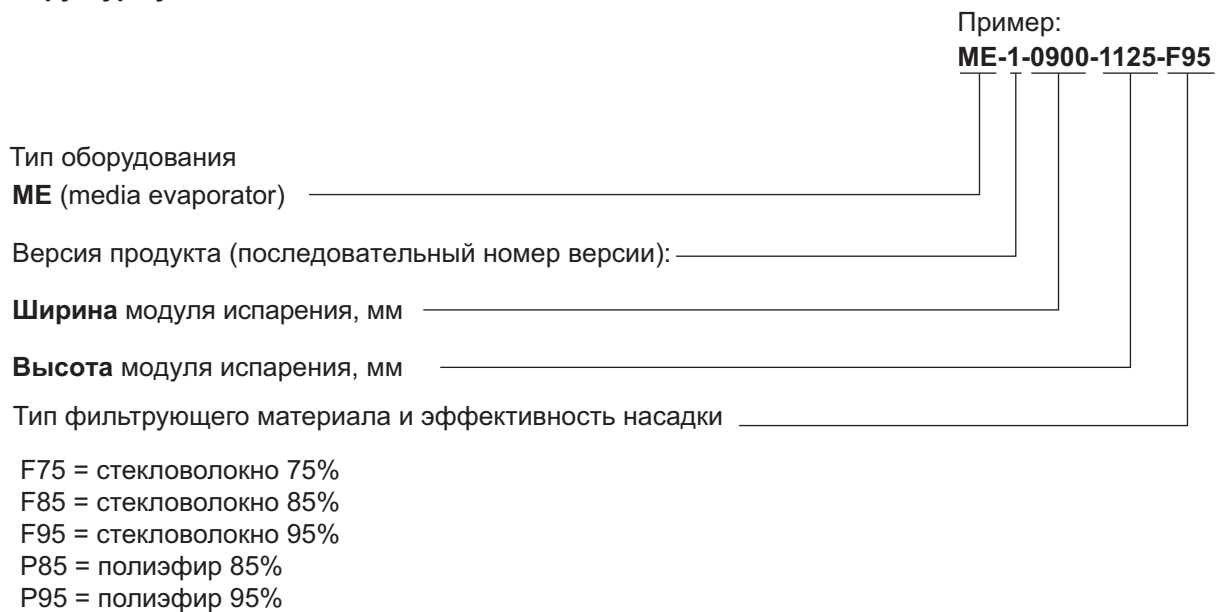 Пример:
ME-1-0900-1125-F95
Тип оборудования
ME (media evaporator)
Версия продукта (последовательный номер версии):
Ширина модуля испарения, мм
Высота модуля испарения, мм
Тип фильтрующего материала и эффективность насадки
F75 = стекловолокно 75%
F85 = стекловолокно 85%
F95 = стекловолокно 95%
P85 = полиэфир 85%
P95 = полиэфир 95%